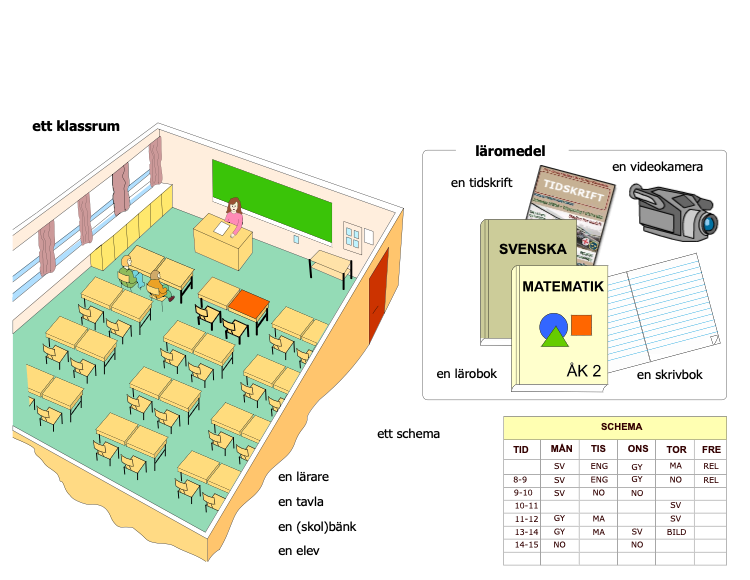 ett klassrum
läromedel
en tidskrift
en videokamera
TIDSKRIFT
SVENSKA
MATEMATIK
ÅK 2
en lärobok
en skrivbok
ett schema
en lärare
en tavla
en (skol)bänk
en elev
SCHEMA
TID MÅN TIS ONS TOR FRE
SV ENG GY MA REL
8-9 SV ENG GY NO REL
9-10 SV NO NO
10-11 SV
11-12 GY MA SV
13-14 GY MA SV BILD
14-15 NO NO